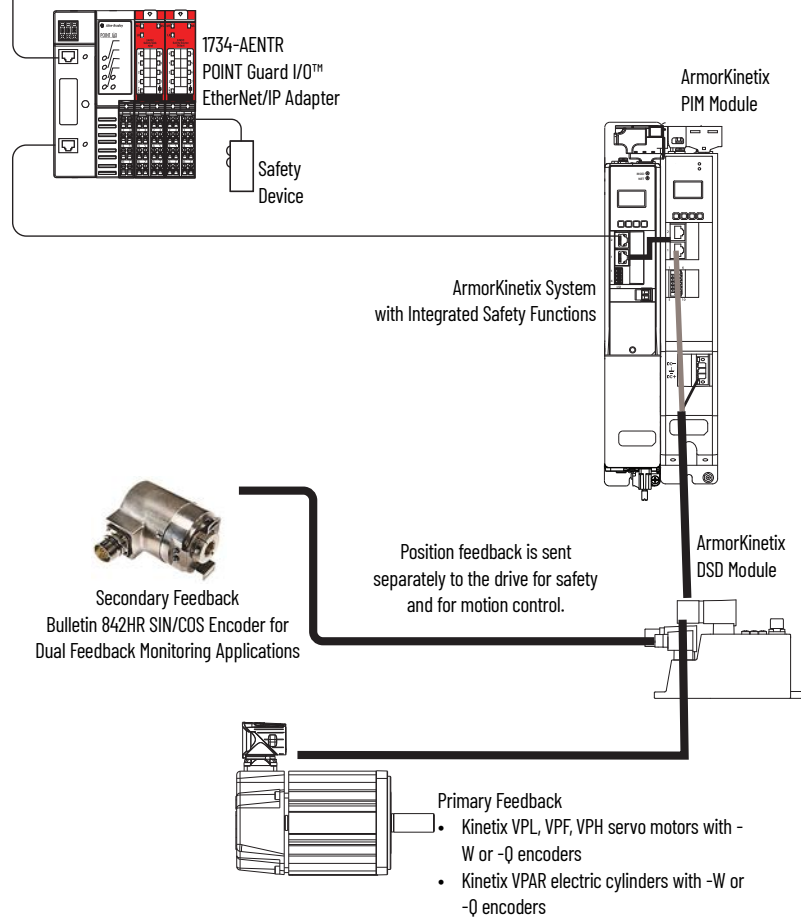 1734-AENTR
POINT Guard I/O™
EtherNet/IP Adapter
Safety
Device
ArmorKinetix
PIM Module
ArmorKinetix System
with Integrated Safety Functions
Position feedback is sent
separately to the drive for safety
and for motion control.
ArmorKinetix
DSD Module
Secondary Feedback
Bulletin 842HR SIN/COS Encoder for
Dual Feedback Monitoring Applications
Primary Feedback
• Kinetix VPL, VPF, VPH servo motors with -
W or -Q encoders
• Kinetix VPAR electric cylinders with -W or
-Q encoders